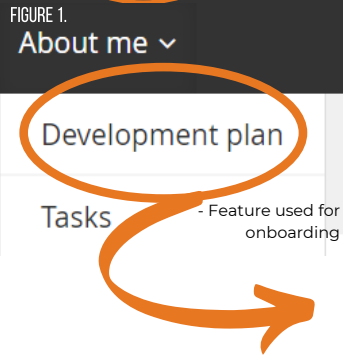 FIGURE 1.
About me
Development plan
Tasks
- Feature used for
onboarding